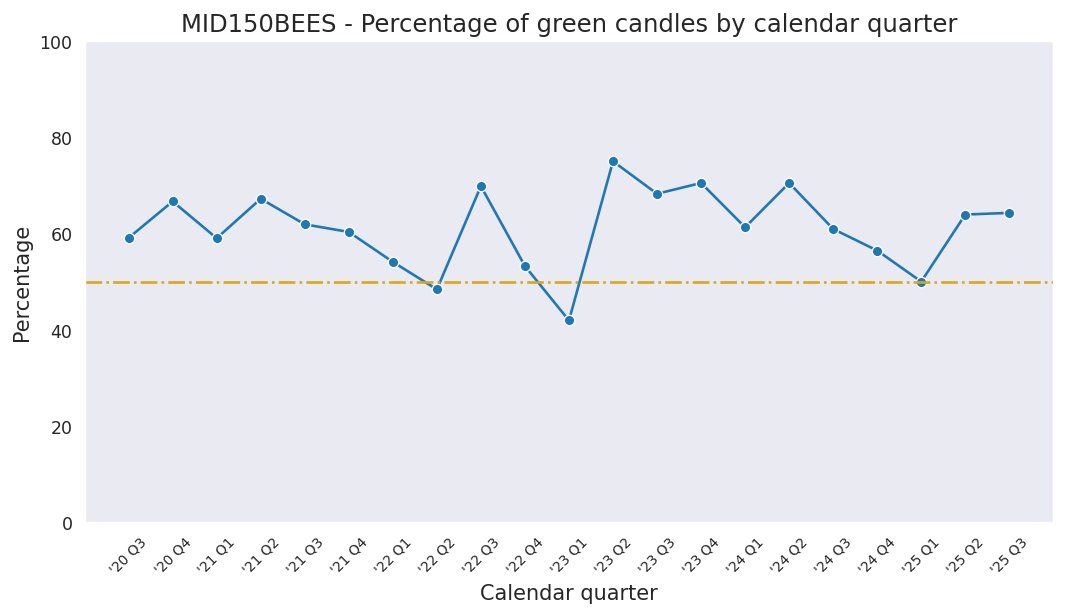 MID150BEES - Percentage of green candles by calendar quarter
100
80
60
40
20
0
Percentage
'20 Q3
'20 Q4
'21 Q1
'21 Q2
'21 Q3
'21 Q4
'22 Q1
'22 Q2
'22 Q3
'22 Q4
'23 Q1
'23 Q2
'23 Q3
'23 Q4
'24 Q1
'24 Q2
'24 Q3
'24 Q4
'25 Q1
'25 Q2
'25 Q3
Calendar quarter